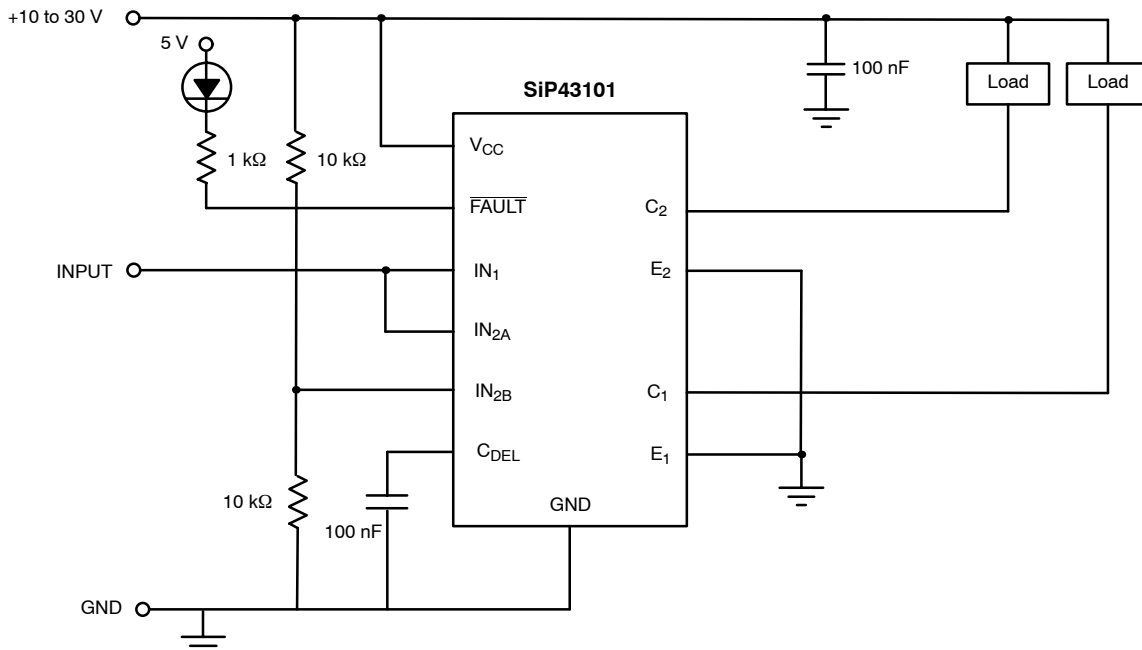 +10 to 30 V
5 V
100 nF
Load
Load
SiP43101
1 kΩ
10 kΩ
VCC
FAULT
C2
INPUT
IN1
E2
IN2A
IN2B
C1
CDEL
E1
10 kΩ
100 nF
GND
GND